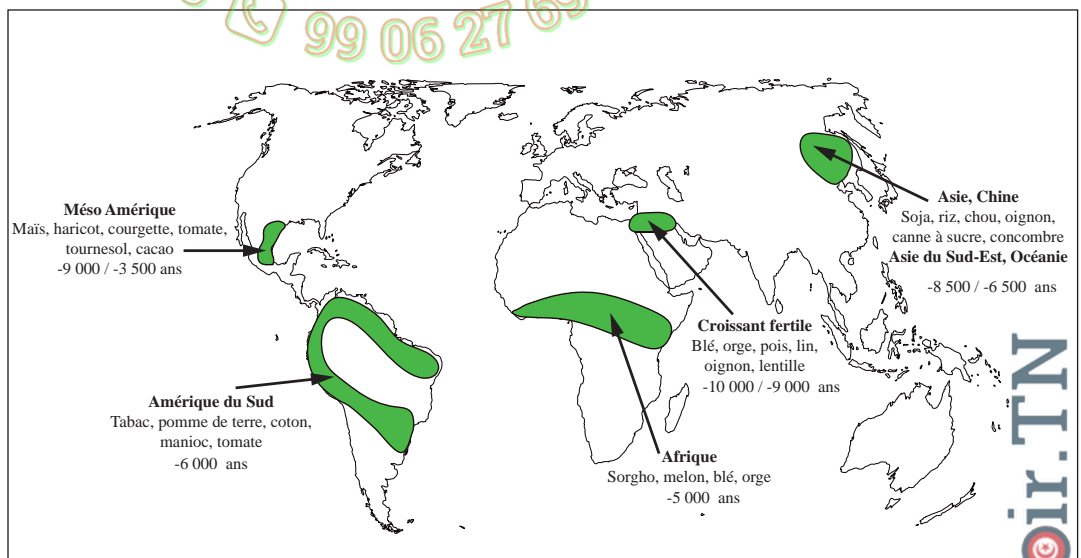 99 06 27 69
Méso Amérique
Maïs, haricot, courgette, tomate,
tournesol, cacao
-9 000 / -3 500 ans
Asie, Chine
Soja, riz, chou, oignon,
canne à sucre, concombre
Asie du Sud-Est, Océanie
-8 500 / -6 500 ans
Croissant fertile
Blé, orge, pois, lin,
oignon, lentille
-10 000 / -9 000 ans
Amérique du Sud
Tabac, pomme de terre, coton,
manioc, tomate
-6 000 ans
Afrique
Sorgho, melon, blé, orge
-5 000 ans
oir.TN